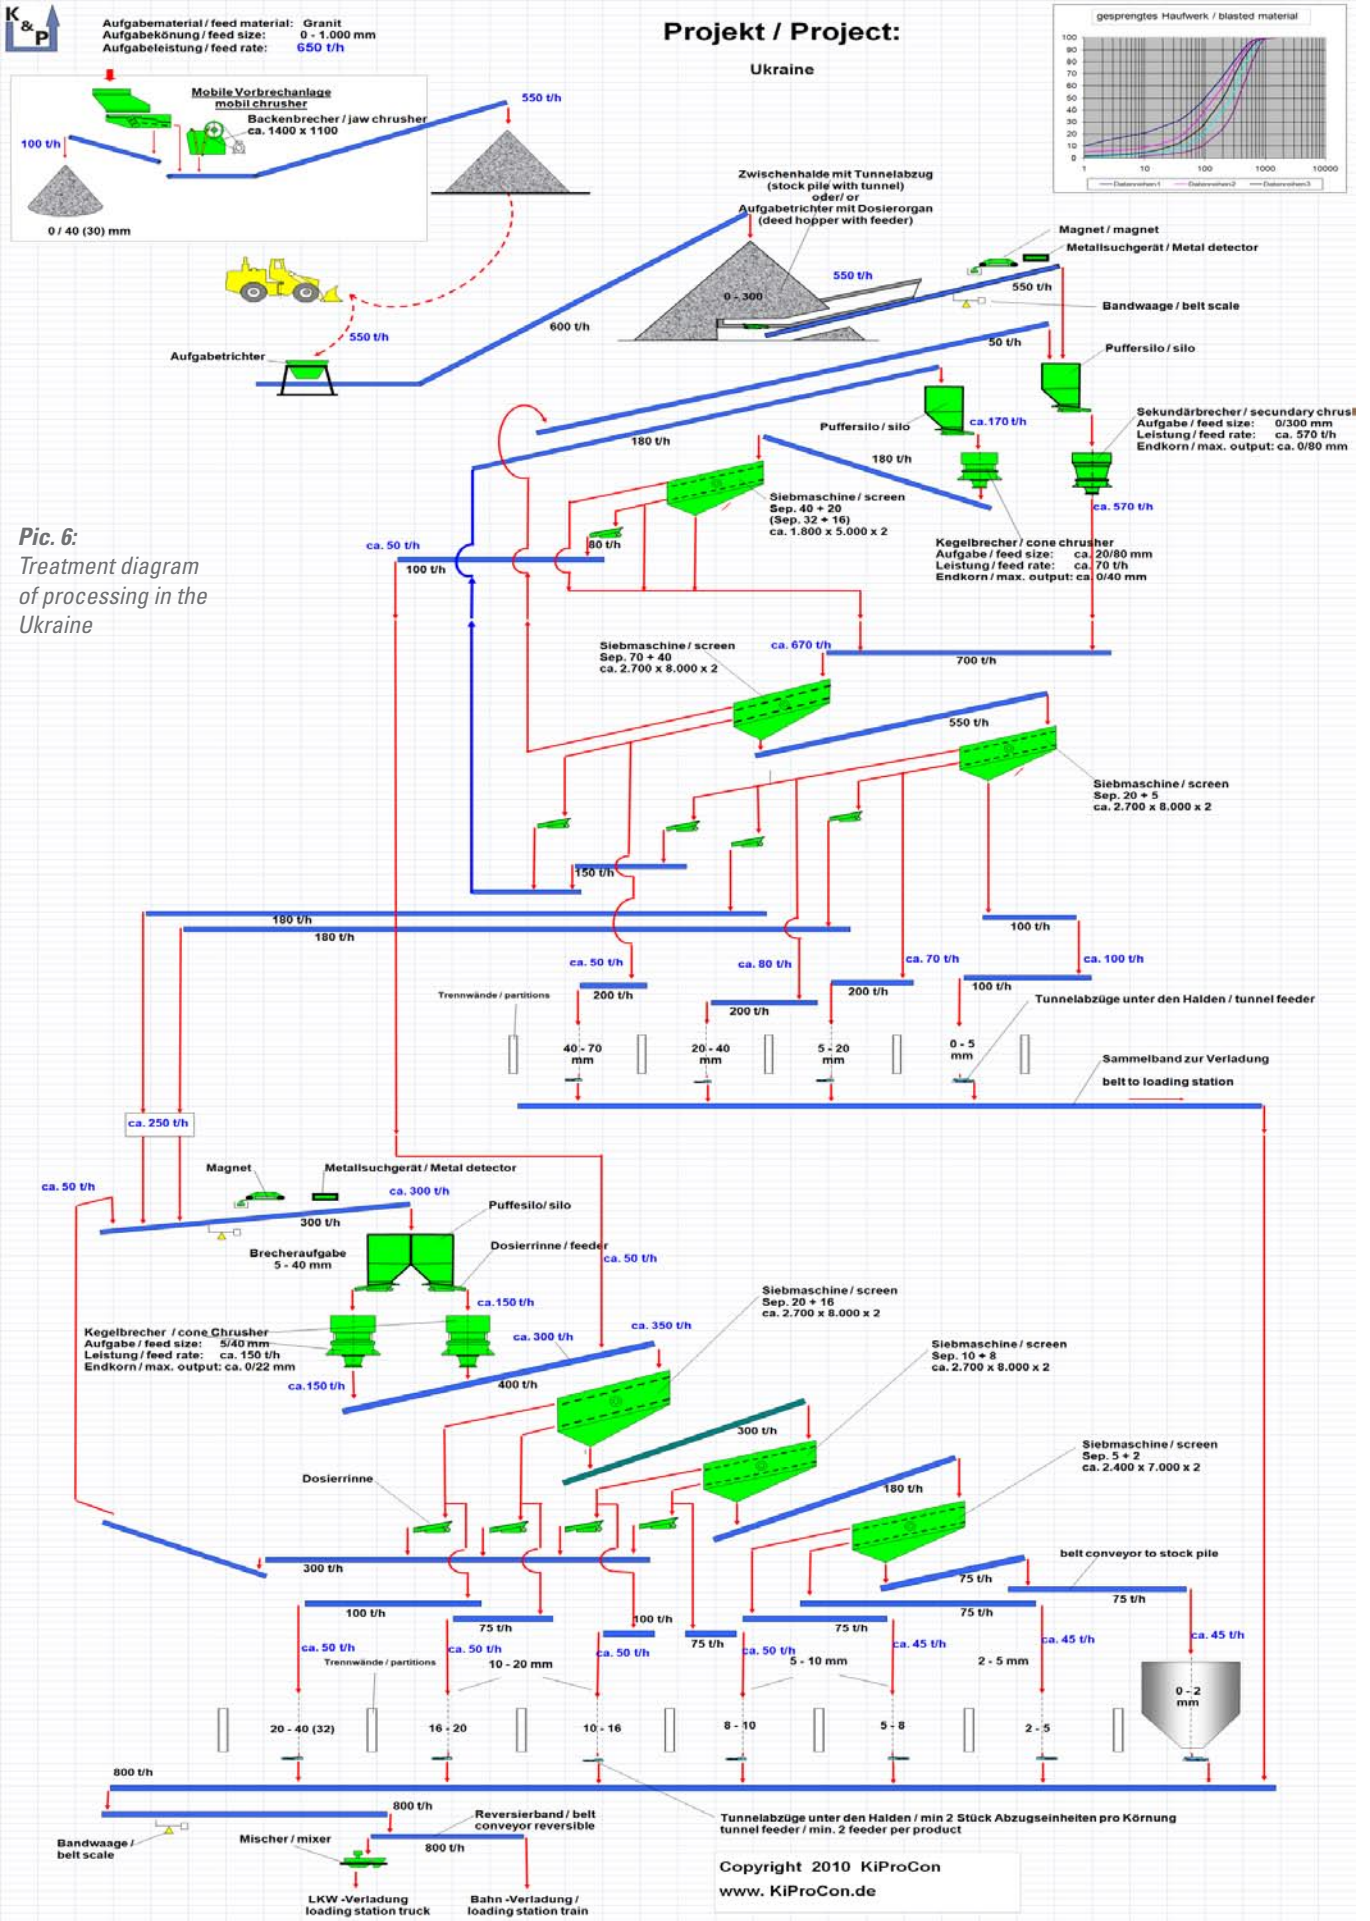 K
&
P
Aufgabematerial / feed material: Granit
Aufgabekönung / feed size: 0 - 1.000 mm
Aufgabeleistung / feed rate: 650 t/h
Projekt / Project:
Ukraine
gesprengtes Haufwerk / blasted material
100
90
80
70
60
50
40
30
20
10
0
1 10 100 1000 10000
Datenreihen1 Datenreihen2 Datenreihen3
Mobile Vorbrechanlage
mobil chrusher
Backenbrecher / jaw chrusher
ca. 1400 x 1100
550 t/h
100 t/h
0 / 40 (30) mm
Zwischenhalde mit Tunnelabzug
(stock pile with tunnel)
oder/ or
Aufgabetrichter mit Dosierorgan
(deed hopper with feeder)
Magnet / magnet
Metallsuchgerät / Metal detector
550 t/h
550 t/h
0 - 300
Bandwaage / belt scale
600 t/h
550 t/h
50 t/h
Aufgabetrichter
Puffersilo / silo
Sekundärbrecher / secundary chrus
Aufgabe / feed size: 0/300 mm
Leistung / feed rate: ca. 570 t/h
Endkorn / max. output: ca. 0/80 mm
Puffersilo / silo
ca.170 t/h
180 t/h
180 t/h
Siebmaschine / screen
Sep. 40 + 20
(Sep. 32 + 16)
ca. 1.800 x 5.000 x 2
ca. 570 t/h
Pic. 6:
Treatment diagram
of processing in the
Ukraine
ca. 50 t/h
80 t/h
100 t/h
Kegelbrecher / cone chrusher
Aufgabe / feed size: ca. 20/80 mm
Leistung / feed rate: ca. 70 t/h
Endkorn / max. output: ca. 0/40 mm
Siebmaschine / screen
Sep. 70 + 40
ca. 2.700 x 8.000 x 2
ca. 670 t/h
700 t/h
550 t/h
Siebmaschine / screen
Sep. 20 + 5
ca. 2.700 x 8.000 x 2
150 t/h
180 t/h
180 t/h
100 t/h
ca. 50 t/h
ca. 80 t/h
ca. 70 t/h
ca. 100 t/h
Trennwände / partitions
200 t/h
200 t/h
200 t/h
100 t/h
Tunnelabzüge unter den Halden / tunnel feeder
40 - 70
mm
20 - 40
mm
5 - 20
mm
0 - 5
mm
Sammelband zur Verladung
belt to loading station
ca. 250 t/h
Magnet
Metallsuchgerät / Metal detector
ca. 50 t/h
ca. 300 t/h
300 t/h
Puffesilo/ silo
Brecheraufgabe
5 - 40 mm
Dosierrinne / feeder
ca. 50 t/h
ca.150 t/h
Siebmaschine / screen
Sep. 20 + 16
ca. 2.700 x 8.000 x 2
Kegelbrecher / cone Chrusher
Aufgabe / feed size: 5/40 mm
Leistung / feed rate: ca. 150 t/h
Endkorn / max. output: ca. 0/22 mm
ca. 300 t/h
ca. 350 t/h
Siebmaschine / screen
Sep. 10 + 8
ca. 2.700 x 8.000 x 2
ca.150 t/h
400 t/h
300 t/h
Siebmaschine / screen
Sep. 5 + 2
ca. 2.400 x 7.000 x 2
Dosierrinne
180 t/h
belt conveyor to stock pile
300 t/h
75 t/h
75 t/h
100 t/h
75 t/h
100 t/h
75 t/h
75 t/h
75 t/h
ca. 50 t/h
ca. 50 t/h
ca. 50 t/h
ca. 50 t/h
ca. 45 t/h
ca. 45 t/h
ca. 45 t/h
Trennwände / partitions
10 - 20 mm
5 - 10 mm
2 - 5 mm
0 - 2
mm
20 - 40 (32)
16 - 20
10 - 16
8 - 10
5 - 8
2 - 5
800 t/h
800 t/h
Reversierband / belt
conveyor reversible
Tunnelabzüge unter den Halden / min 2 Stück Abzugseinheiten pro Körnung
tunnel feeder / min. 2 feeder per product
Bandwaage /
belt scale
Mischer / mixer
800 t/h
Copyright 2010 KiProCon
www. KiProCon.de
LKW -Verladung
loading station truck
Bahn -Verladung /
loading station train